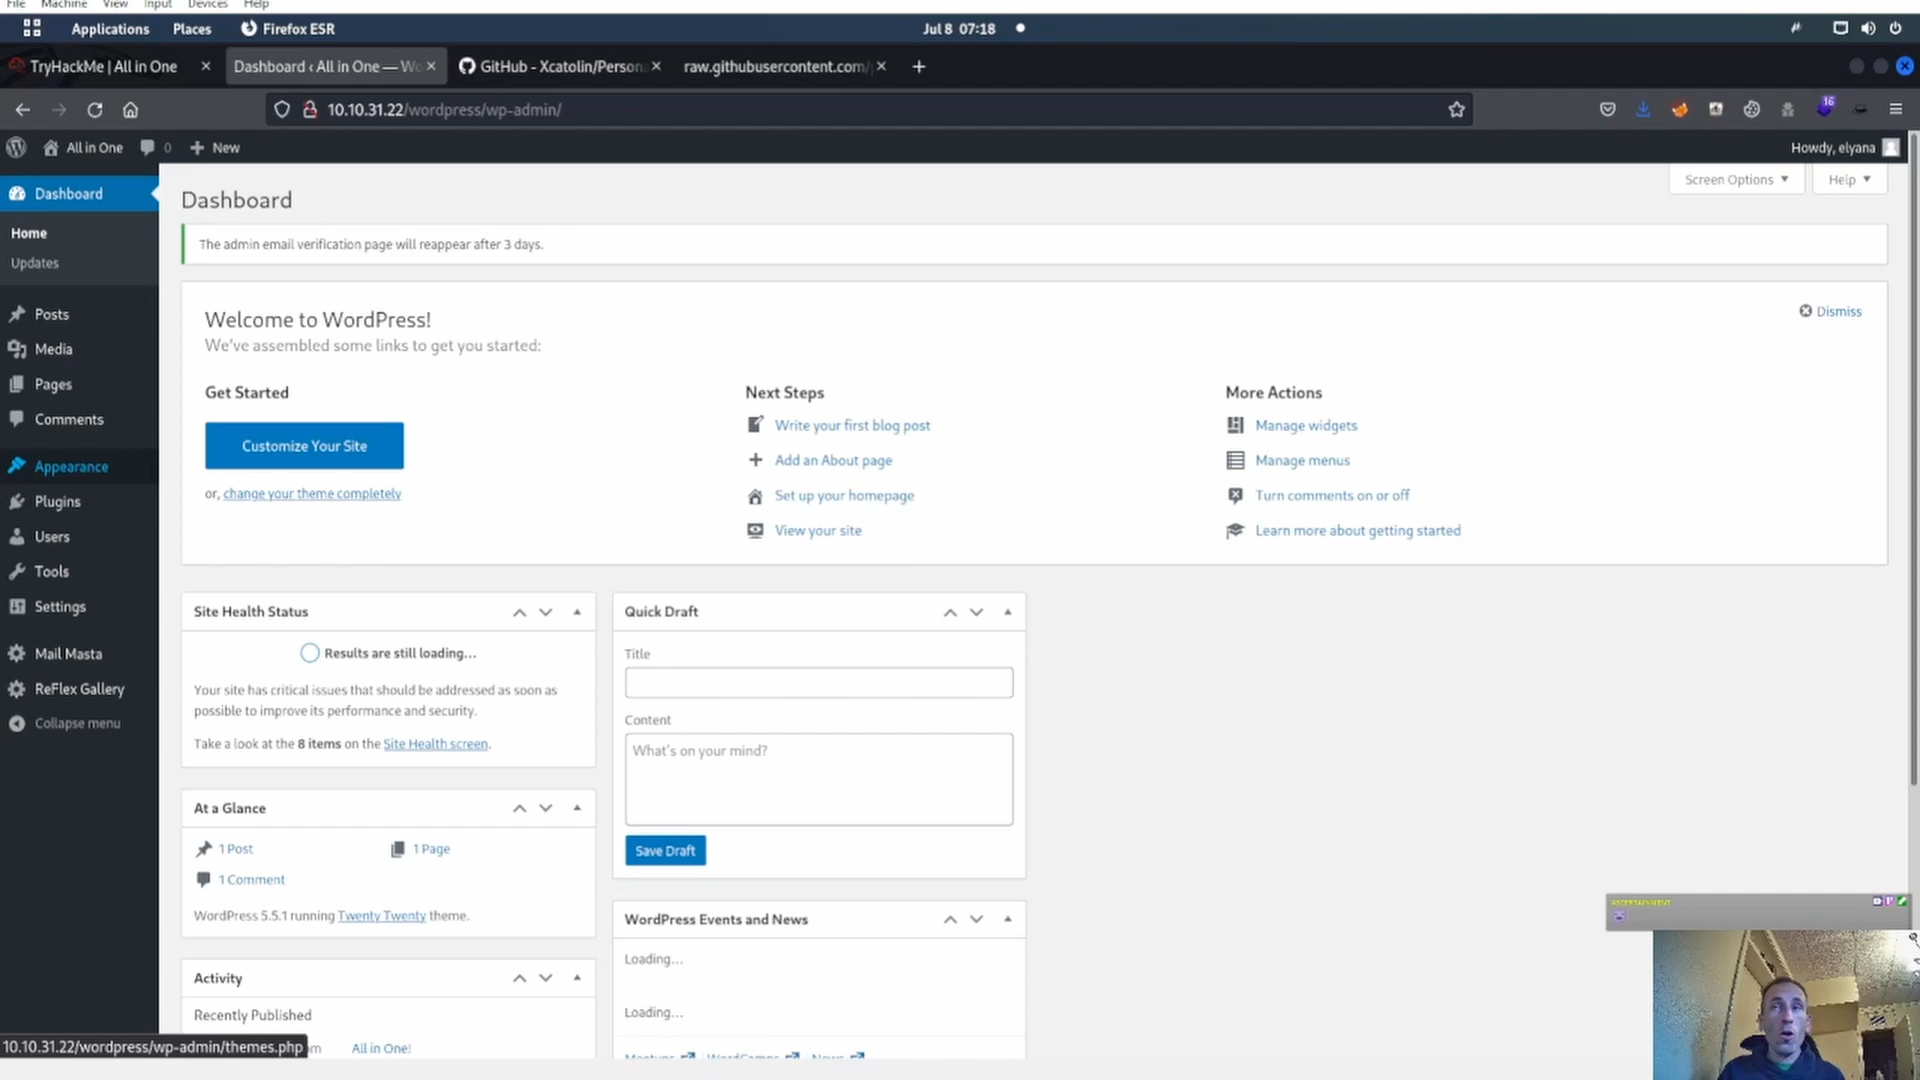 File Machine View Input Devices Help
Applications Places Firefox ESR Jul 8 07:18
TryHackMe | All in One Dashboard ‹ All in One — Wo GitHub - Xcatolin/Person raw.githubusercontent.com/
10.10.31.22/wordpress/wp-admin/ 16
All in One 0 New Howdy, elyana
Screen Options Help
Dashboard
Home
Updates
Posts
Media
Pages
Comments
Appearance
Plugins
Users
Tools
Settings
Mail Masta
ReFlex Gallery
Collapse menu
Dashboard
The admin email verification page will reappear after 3 days.
Welcome to WordPress!
We've assembled some links to get you started:
Dismiss
Get Started
Customize Your Site
or, change your theme completely
Next Steps
Write your first blog post
Add an About page
Set up your homepage
View your site
More Actions
Manage widgets
Manage menus
Turn comments on or off
Learn more about getting started
Site Health Status
Results are still loading...
Your site has critical issues that should be addressed as soon as
possible to improve its performance and security.
Take a look at the 8 items on the Site Health screen.
At a Glance
1 Post 1 Page
1 Comment
WordPress 5.5.1 running Twenty Twenty theme.
Activity
Recently Published
All in One!
Quick Draft
Title
Content
What's on your mind?
Save Draft
WordPress Events and News
Loading...
Loading...
Meetups WordCamps News
10.10.31.22/wordpress/wp-admin/themes.php
ASCERTAINMENT